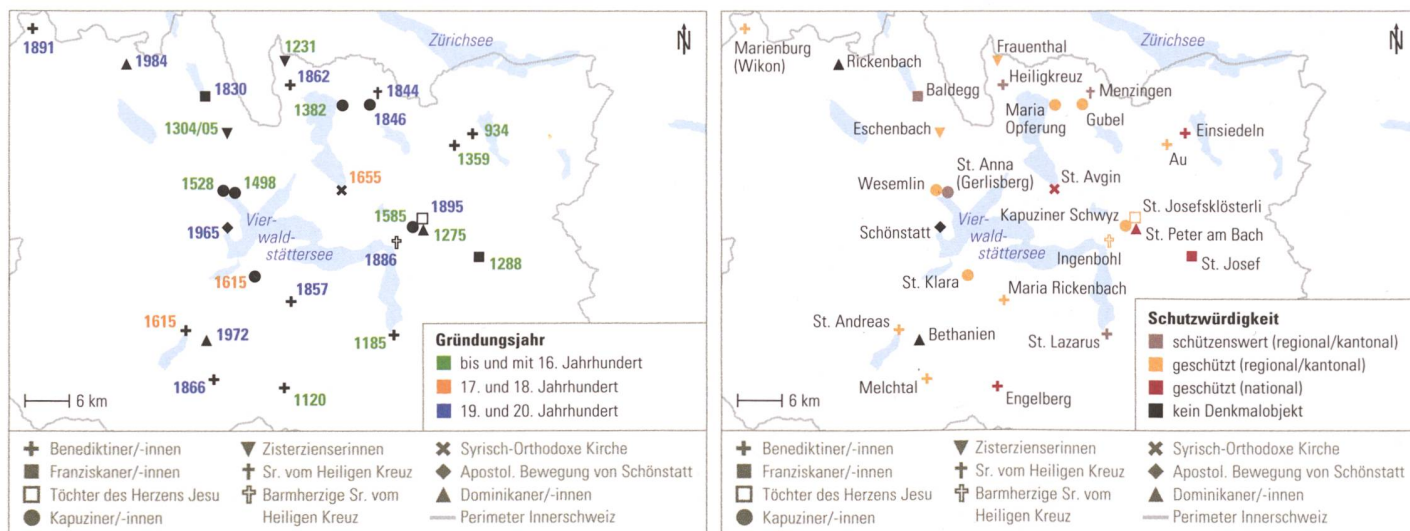 1891
1984
1231
Zürichsee
N
1830
1862
1844
1382
1846
1304/05
934
1359
1528
1498
1655
Vier-
wald-
stättersee
1965
1585
1895
1275
1886
1288
1615
1857
1615
1972
1185
1866
1120
6 km
Gründungsjahr
bis und mit 16. Jahrhundert
17. und 18. Jahrhundert
19. und 20. Jahrhundert
Benediktiner/-innen
Franziskaner/-innen
Töchter des Herzens Jesu
Kapuziner/-innen
Zisterzienserinnen
Sr. vom Heiligen Kreuz
Barmherzige Sr. vom
Heiligen Kreuz
Syrisch-Orthodoxe Kirche
Apostol. Bewegung von Schönstatt
Dominikaner/-innen
Perimeter Innerschweiz
Marienburg
(Wikon)
Rickenbach
Frauenthal
Zürichsee
N
Baldegg
Heiligkreuz
Menzingen
Maria
Opferung
Gubel
Eschenbach
Einsiedeln
Au
Wesemlin
St. Anna
(Gerlisberg)
St. Avgin
Vier-
wald-
stättersee
Schönstatt
Kapuziner Schwyz
St. Josefsklösterli
St. Peter am Bach
Ingenbohl
St. Josef
St. Klara
Maria Rickenbach
St. Andreas
Bethanien
St. Lazarus
Melchtal
Engelberg
6 km
Schutzwürdigkeit
schützenswert (regional/kantonal)
geschützt (regional/kantonal)
geschützt (national)
kein Denkmalobjekt
Benediktiner/-innen
Franziskaner/-innen
Töchter des Herzens Jesu
Kapuziner/-innen
Zisterzienserinnen
Sr. vom Heiligen Kreuz
Barmherzige Sr. vom
Heiligen Kreuz
Syrisch-Orthodoxe Kirche
Apostol. Bewegung von Schönstatt
Dominikaner/-innen
Perimeter Innerschweiz